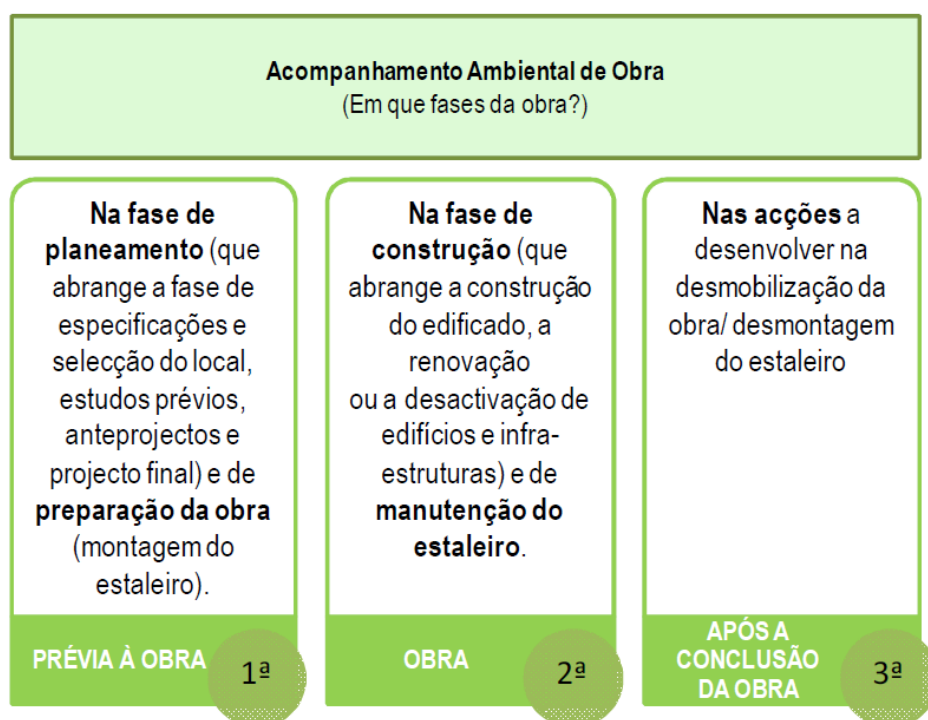 Acompanhamento Ambiental de Obra
(Em que fases da obra?)
Na fase de
planeamento (que
abrange a fase de
especificações e
selecção do local,
estudos prévios,
anteprojectos e
projecto final) e de
preparação da obra
(montagem do
estaleiro).
PRÉVIA À OBRA
1ª
Na fase de
construção (que
abrange a construção
do edificado, a
renovação
ou a desactivação de
edifícios e infra-
estruturas) e de
manutenção do
estaleiro.
OBRA
2ª
Nas acções a
desenvolver na
desmobilização da
obra/ desmontagem
do estaleiro
APÓS A
CONCLUSÃO
DA OBRA
3ª